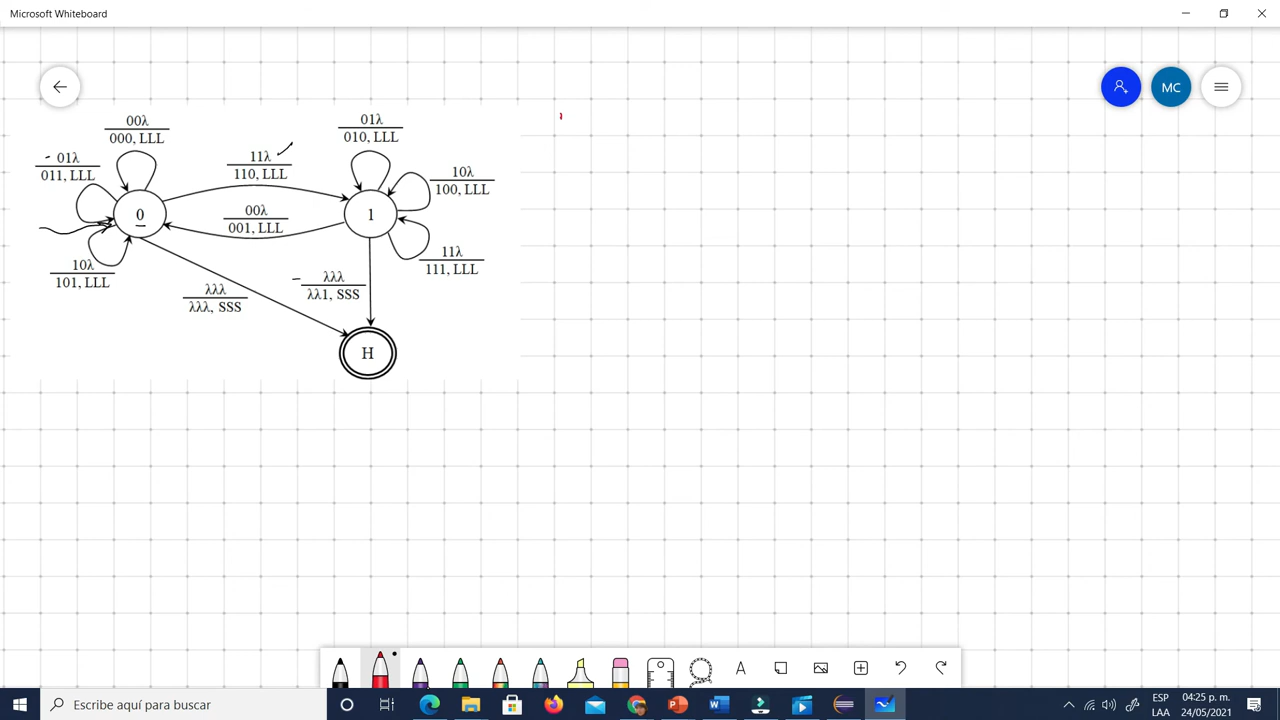 Microsoft Whiteboard
MC
00λ
000, LLL
01λ
011, LLL
11λ
110, LLL
01λ
010, LLL
10λ
100, LLL
0
00λ
001, LLL
1
10λ
101, LLL
11λ
111, LLL
λλλ
λλλ, SSS
λλλ
λλ1, SSS
H
A
Escribe aquí para buscar
ESP
LAA
04:25 p. m.
24/05/2021